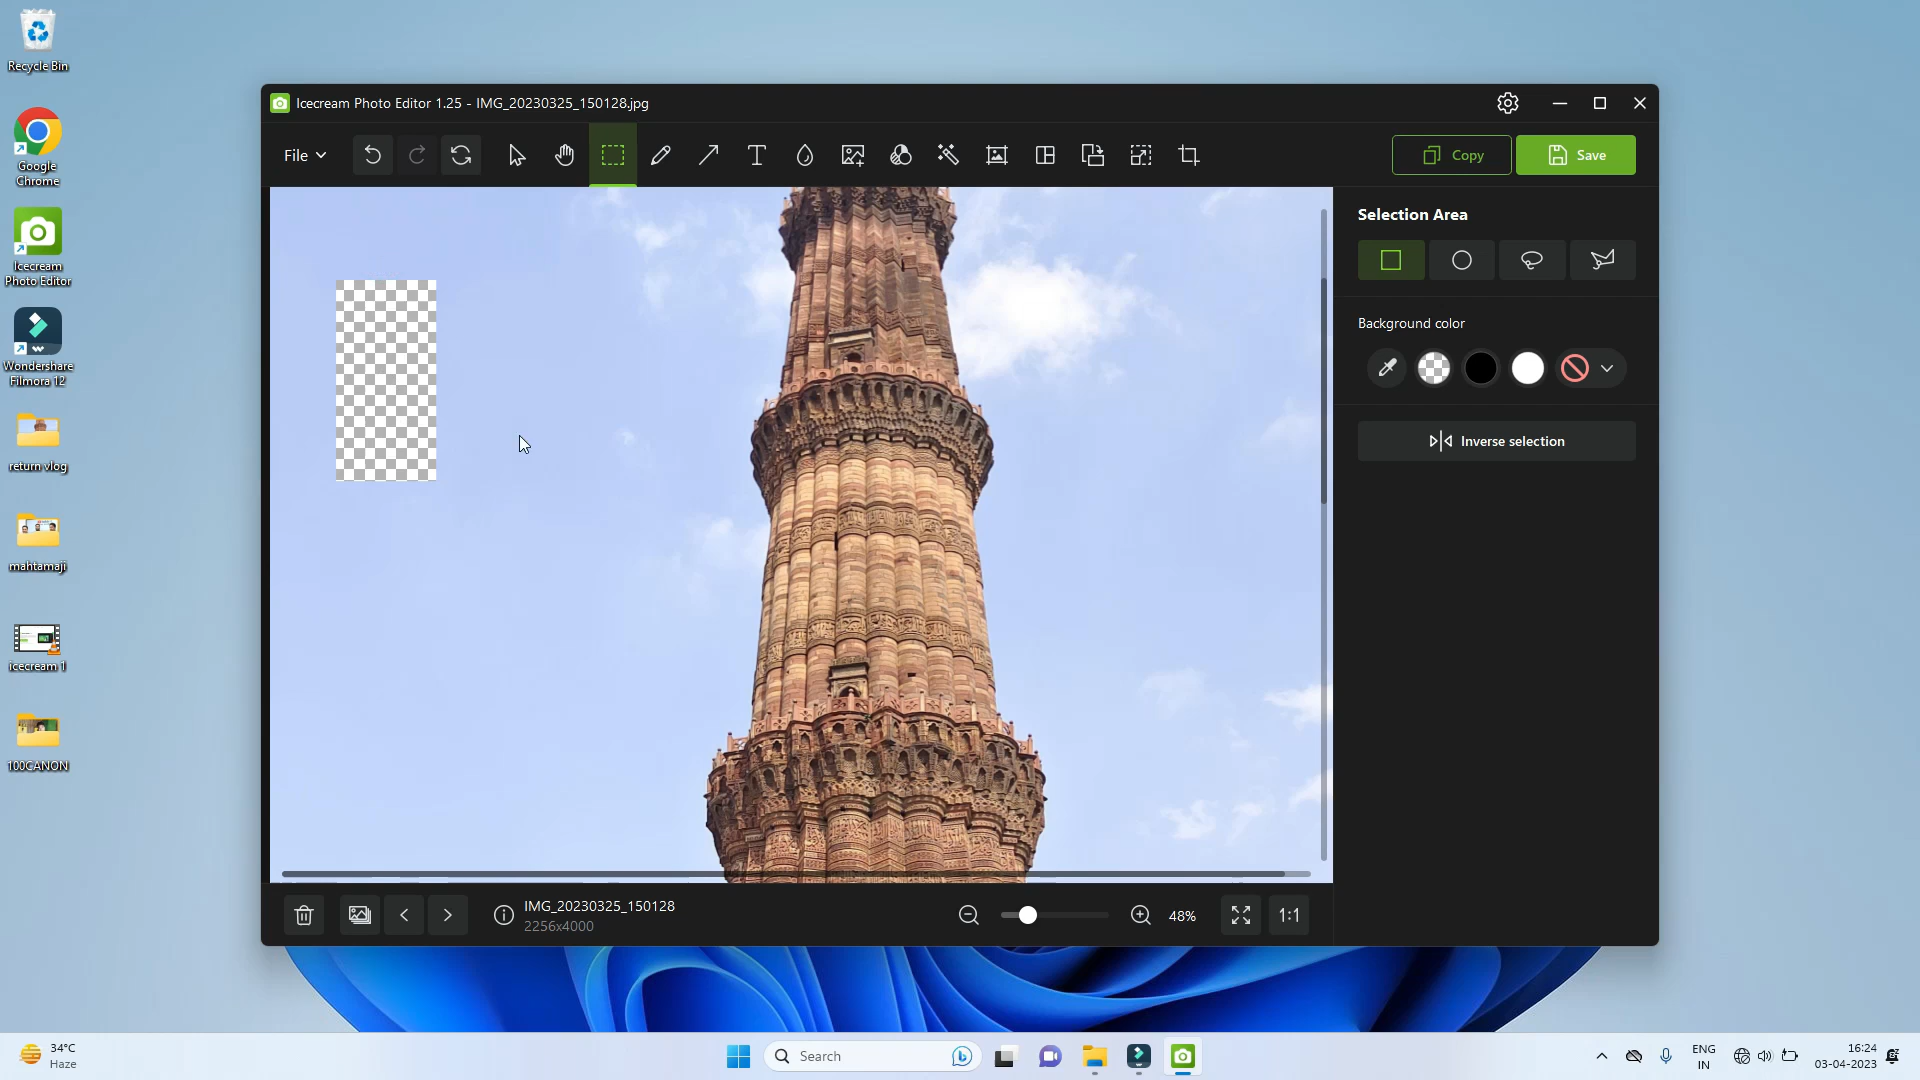 Recycle Bin
Google
Chrome
Icecream
Photo Editor
Wondershare
Filmora 12
return vlog
mahtamaji
icecream 1
100CANON
Icecream Photo Editor 1.25 - IMG_20230325_150128.jpg
File
Copy
Save
Selection Area
Background color
Inverse selection
IMG_20230325_150128
2256x4000
48%
1:1
34°C
Haze
Search
ENG
IN
16:24
03-04-2023